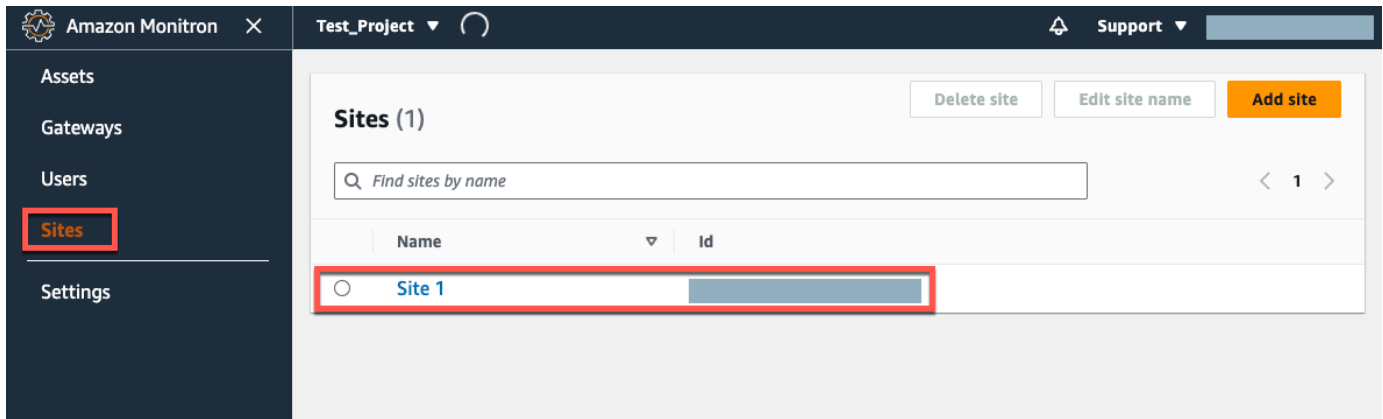 Amazon Monitron
Test_Project
Support
Assets
Gateways
Users
Sites
Settings
Sites (1)
Delete site
Edit site name
Add site
Find sites by name
1
Name
Id
Site 1